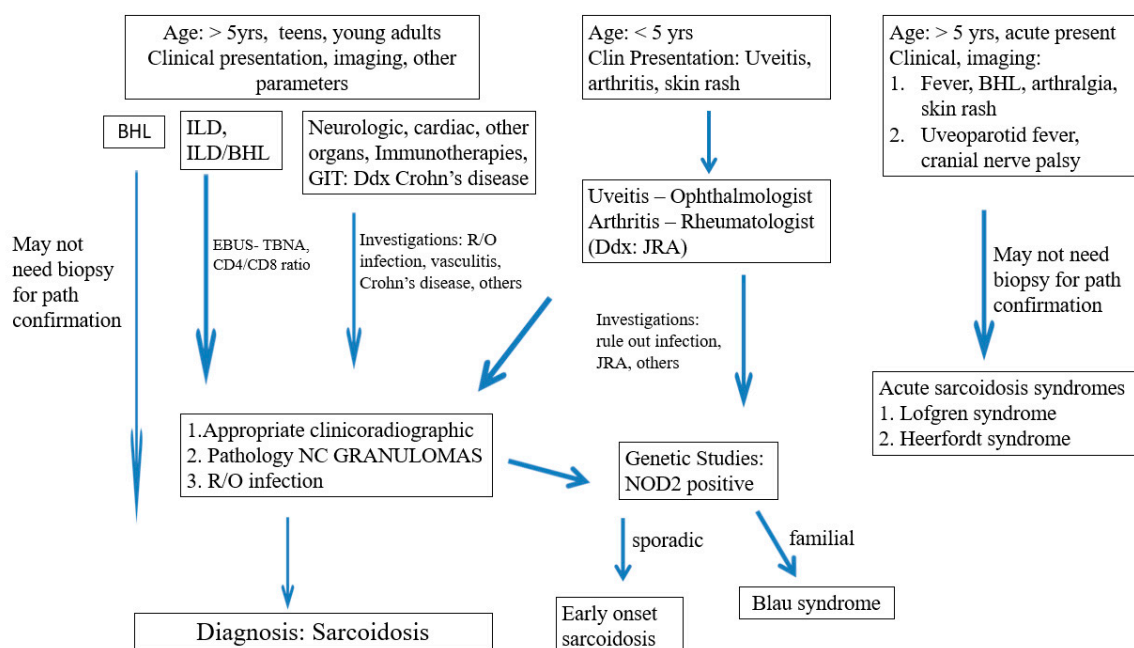 Age: > 5yrs, teens, young adults
Clinical presentation, imaging, other
parameters
BHL
ILD,
ILD/BHL
Neurologic, cardiac, other
organs, Immunotherapies,
GIT: Ddx Crohn's disease
May not
need biopsy
for path
confirmation
EBUS- TBNA,
CD4/CD8 ratio
Investigations: R/O
infection, vasculitis,
Crohn's disease, others
1.Appropriate clinicoradiographic
2. Pathology NC GRANULOMAS
3. R/O infection
Diagnosis: Sarcoidosis
Age: < 5 yrs
Clin Presentation: Uveitis,
arthritis, skin rash
Uveitis – Ophthalmologist
Arthritis – Rheumatologist
(Ddx: JRA)
Investigations:
rule out infection,
JRA, others
Genetic Studies:
NOD2 positive
sporadic
familial
Early onset
sarcoidosis
Blau syndrome
Age: > 5 yrs, acute present
Clinical, imaging:
1. Fever, BHL, arthralgia,
skin rash
2. Uveoparotid fever,
cranial nerve palsy
May not need
biopsy for path
confirmation
Acute sarcoidosis syndromes
1. Lofgren syndrome
2. Heerfordt syndrome